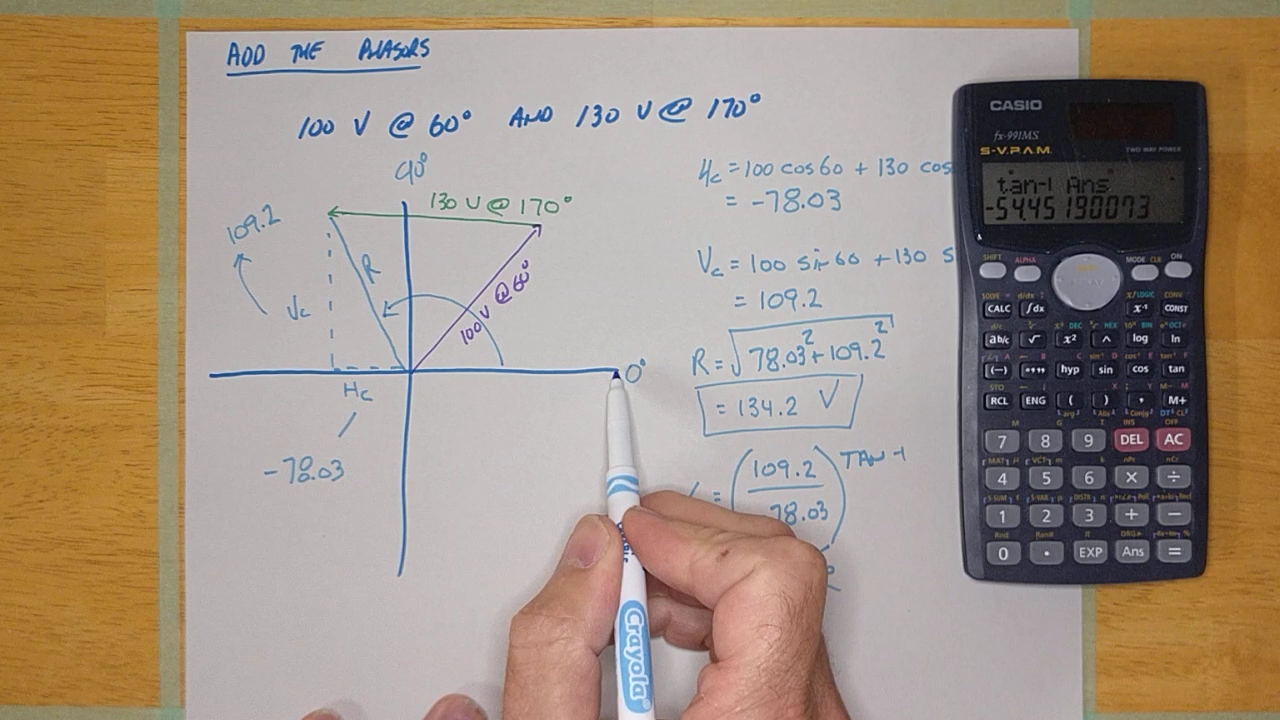 ADD THE PHASORS
100 V @ 60° AND 130 V @ 170°
90°
130 V @ 170°
109.2
R
Vc
100 V @ 60°
0°
Hc
-78.03
Hc = 100 cos 60 + 130 cos
= -78.03
Vc = 100 sin 60 + 130 s
= 109.2
R = √78.03² + 109.2²
= 134.2 V
= (109.2 / 78.03) TAN-1
Crayola
CASIO
fx-991MS
S-V.P.A.M.
TWO WAY POWER
tan-1 Ans
-54.45190073
SHIFT ALPHA MODE CLR ON
CALC ∫dx x⁻¹ CONST
ab/c √ x² ^ log ln
(−) °''' hyp sin cos tan
RCL ENG ( ) , M+
7 8 9 DEL AC
4 5 6 × ÷
1 2 3 + −
0 · EXP Ans =